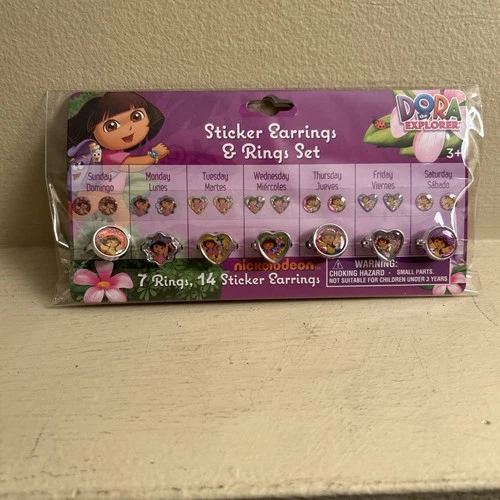 DORA
THE
EXPLORER
Sticker Earrings
& Rings Set
3+
Sunday Monday Tuesday Wednesday Thursday Friday Saturday
Domingo Lunes Martes Miércoles Jueves Viernes Sábado
nickelodeon
7 Rings, 14 Sticker Earrings
WARNING:
CHOKING HAZARD - SMALL PARTS.
NOT SUITABLE FOR CHILDREN UNDER 3 YEARS